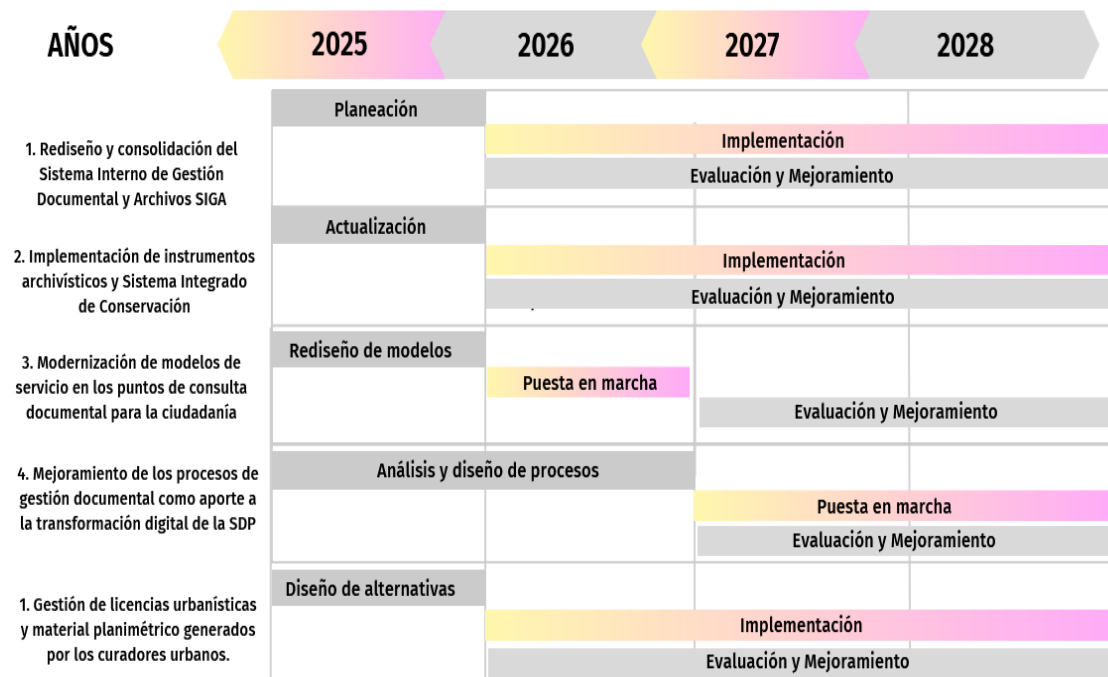 AÑOS
2025
2026
2027
2028
Planeación
Implementación
Evaluación y Mejoramiento
1. Rediseño y consolidación del
Sistema Interno de Gestión
Documental y Archivos SIGA
Actualización
Implementación
Evaluación y Mejoramiento
2. Implementación de instrumentos
archivísticos y Sistema Integrado
de Conservación
Rediseño de modelos
Puesta en marcha
Evaluación y Mejoramiento
3. Modernización de modelos de
servicio en los puntos de consulta
documental para la ciudadanía
Análisis y diseño de procesos
Puesta en marcha
Evaluación y Mejoramiento
4. Mejoramiento de los procesos de
gestión documental como aporte a
la transformación digital de la SDP
Diseño de alternativas
Implementación
Evaluación y Mejoramiento
1. Gestión de licencias urbanísticas
y material planimétrico generados
por los curadores urbanos.